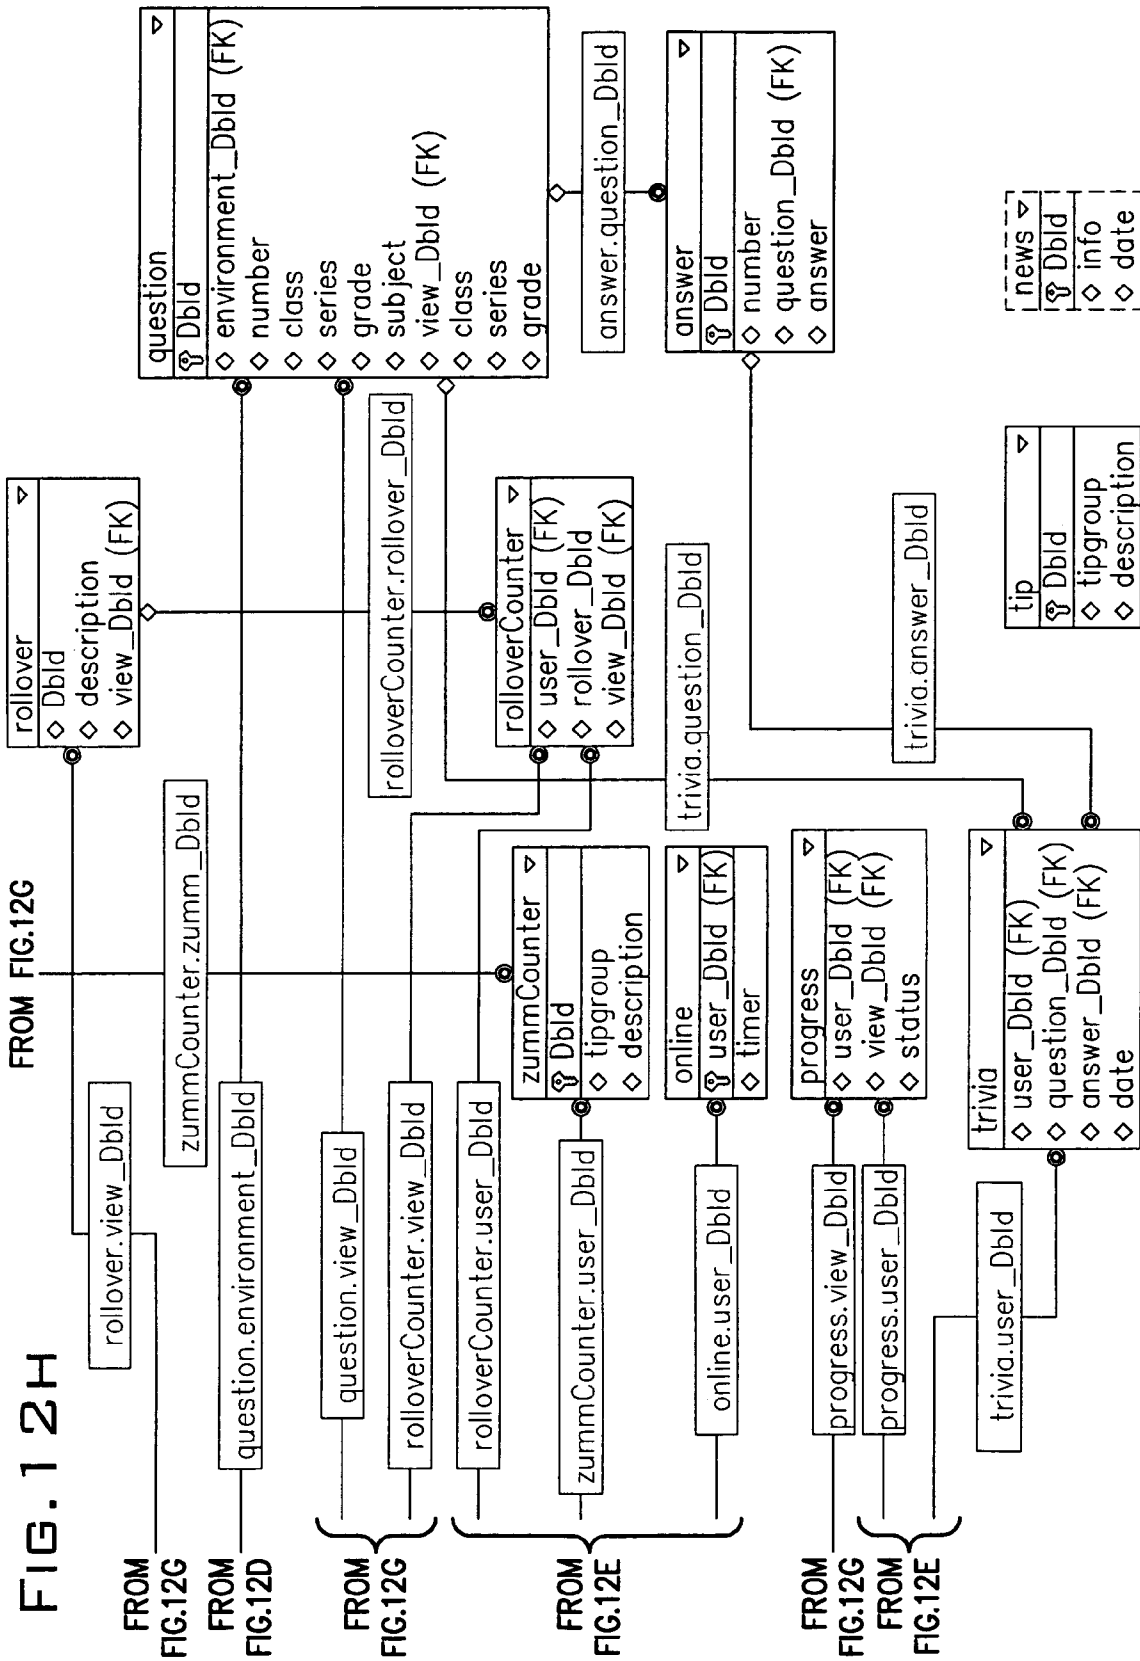 FIG. 12H
FROM FIG.12G
rollover
DbId
description
view_DbId (FK)
question
DbId
environment_DbId (FK)
number
class
series
grade
subject
view_DbId (FK)
class
series
grade
FROM
FIG.12G
rollover.view_DbId
zummCounter.zumm_DbId
FROM
FIG.12D
question.environment_DbId
FROM
FIG.12G
question.view_DbId
rolloverCounter.view_DbId
rolloverCounter.rollover_DbId
rolloverCounter
user_DbId (FK)
rollover_DbId
view_DbId (FK)
answer.question_DbId
FROM
FIG.12E
rolloverCounter.user_DbId
zummCounter.user_DbId
online.user_DbId
zummCounter
DbId
tipgroup
description
trivia.question_DbId
answer
DbId
number
question_DbId (FK)
answer
online
user_DbId (FK)
timer
FROM
FIG.12G
progress.view_DbId
FROM
FIG.12E
progress.user_DbId
trivia.user_DbId
progress
user_DbId (FK)
view_DbId (FK)
status
trivia.answer_DbId
trivia
user_DbId (FK)
question_DbId (FK)
answer_DbId (FK)
date
tip
DbId
tipgroup
description
news
DbId
info
date